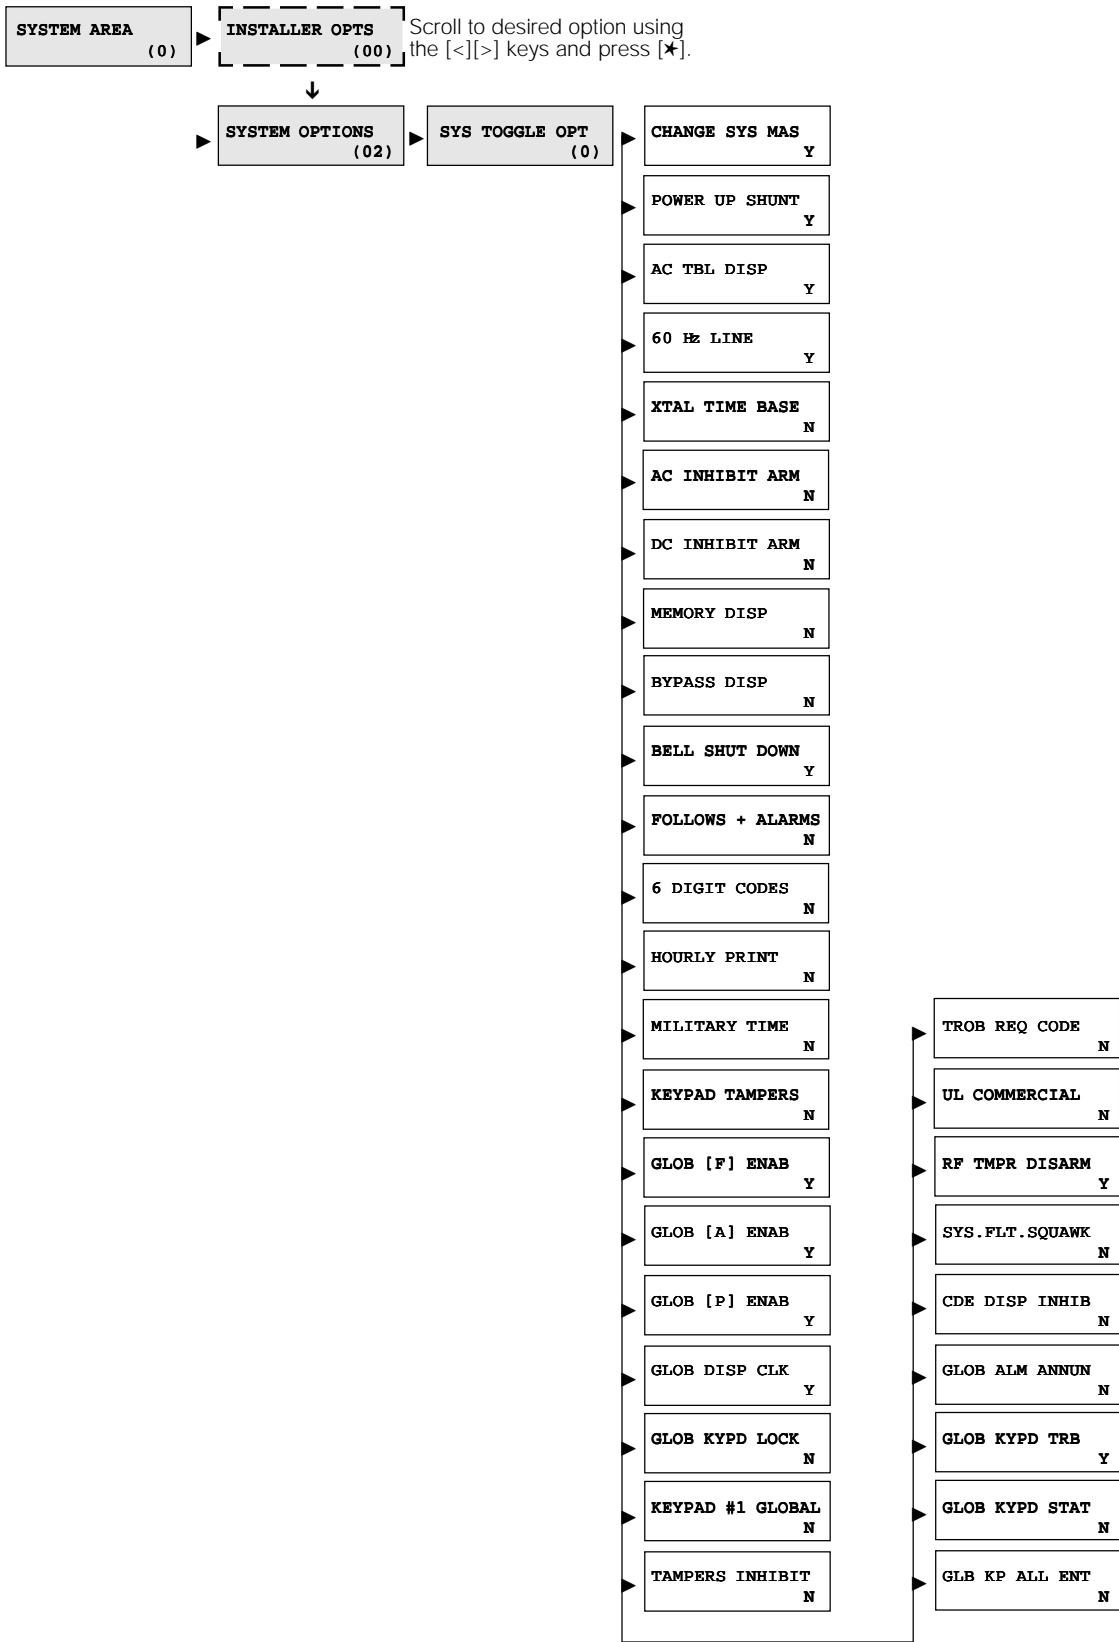 SYSTEM AREA
(0)
INSTALLER OPTS
(00)
Scroll to desired option using
the [<][>] keys and press [★].
SYSTEM OPTIONS
(02)
SYS TOGGLE OPT
(0)
CHANGE SYS MAS
Y
POWER UP SHUNT
Y
AC TBL DISP
Y
60 Hz LINE
Y
XTAL TIME BASE
N
AC INHIBIT ARM
N
DC INHIBIT ARM
N
MEMORY DISP
N
BYPASS DISP
N
BELL SHUT DOWN
Y
FOLLOWS + ALARMS
N
6 DIGIT CODES
N
HOURLY PRINT
N
MILITARY TIME
N
KEYPAD TAMPERS
N
GLOB [F] ENAB
Y
GLOB [A] ENAB
Y
GLOB [P] ENAB
Y
GLOB DISP CLK
Y
GLOB KYPD LOCK
N
KEYPAD #1 GLOBAL
N
TAMPERS INHIBIT
N
TROB REQ CODE
N
UL COMMERCIAL
N
RF TMPR DISARM
Y
SYS.FLT.SQUAWK
N
CDE DISP INHIB
N
GLOB ALM ANNUN
N
GLOB KYPD TRB
Y
GLOB KYPD STAT
N
GLB KP ALL ENT
N